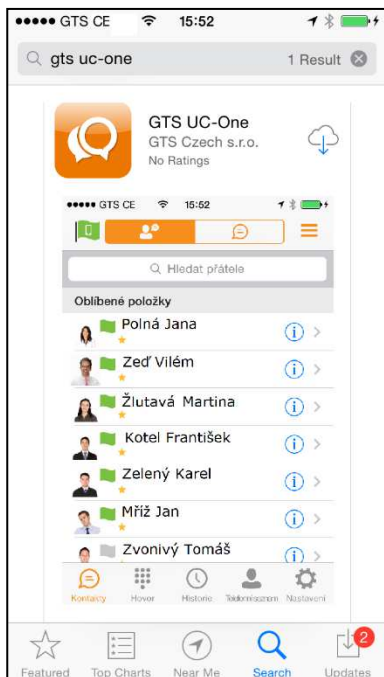 GTS CE 15:52
gts uc-one 1 Result
GTS UC-One
GTS Czech s.r.o.
No Ratings
GTS CE 15:52
Hledat přátele
Oblíbené položky
Polná Jana
Zeď Vilém
Žlutavá Martina
Kotel František
Zelený Karel
Mříž Jan
Zvonivý Tomáš
Kontakty Hovor Historie Telefonní seznam Nastavení
2
Featured Top Charts Near Me Search Updates